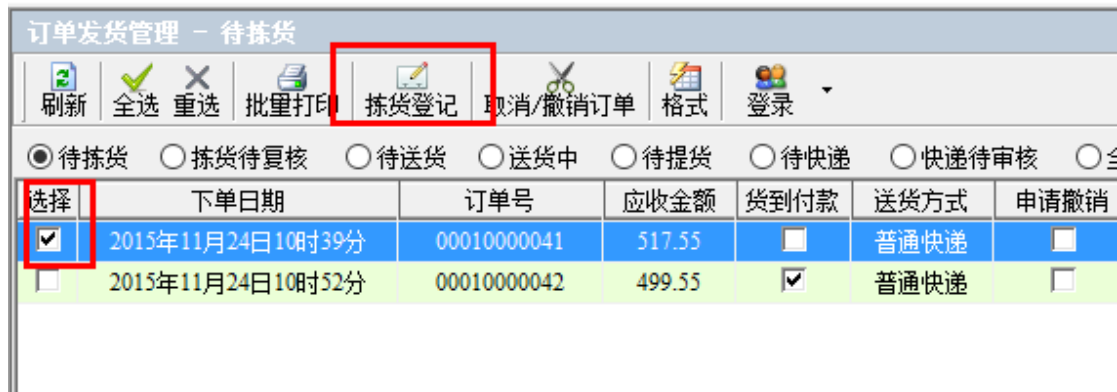 订单发货管理 - 待拣货
刷新 全选 重选 批量打印 拣货登记 取消/撤销订单 格式 登录
待拣货 拣货待复核 待送货 送货中 待提货 待快递 快递待审核
选择 下单日期 订单号 应收金额 货到付款 送货方式 申请撤销
2015年11月24日10时39分 00010000041 517.55 普通快递
2015年11月24日10时52分 00010000042 499.55 普通快递